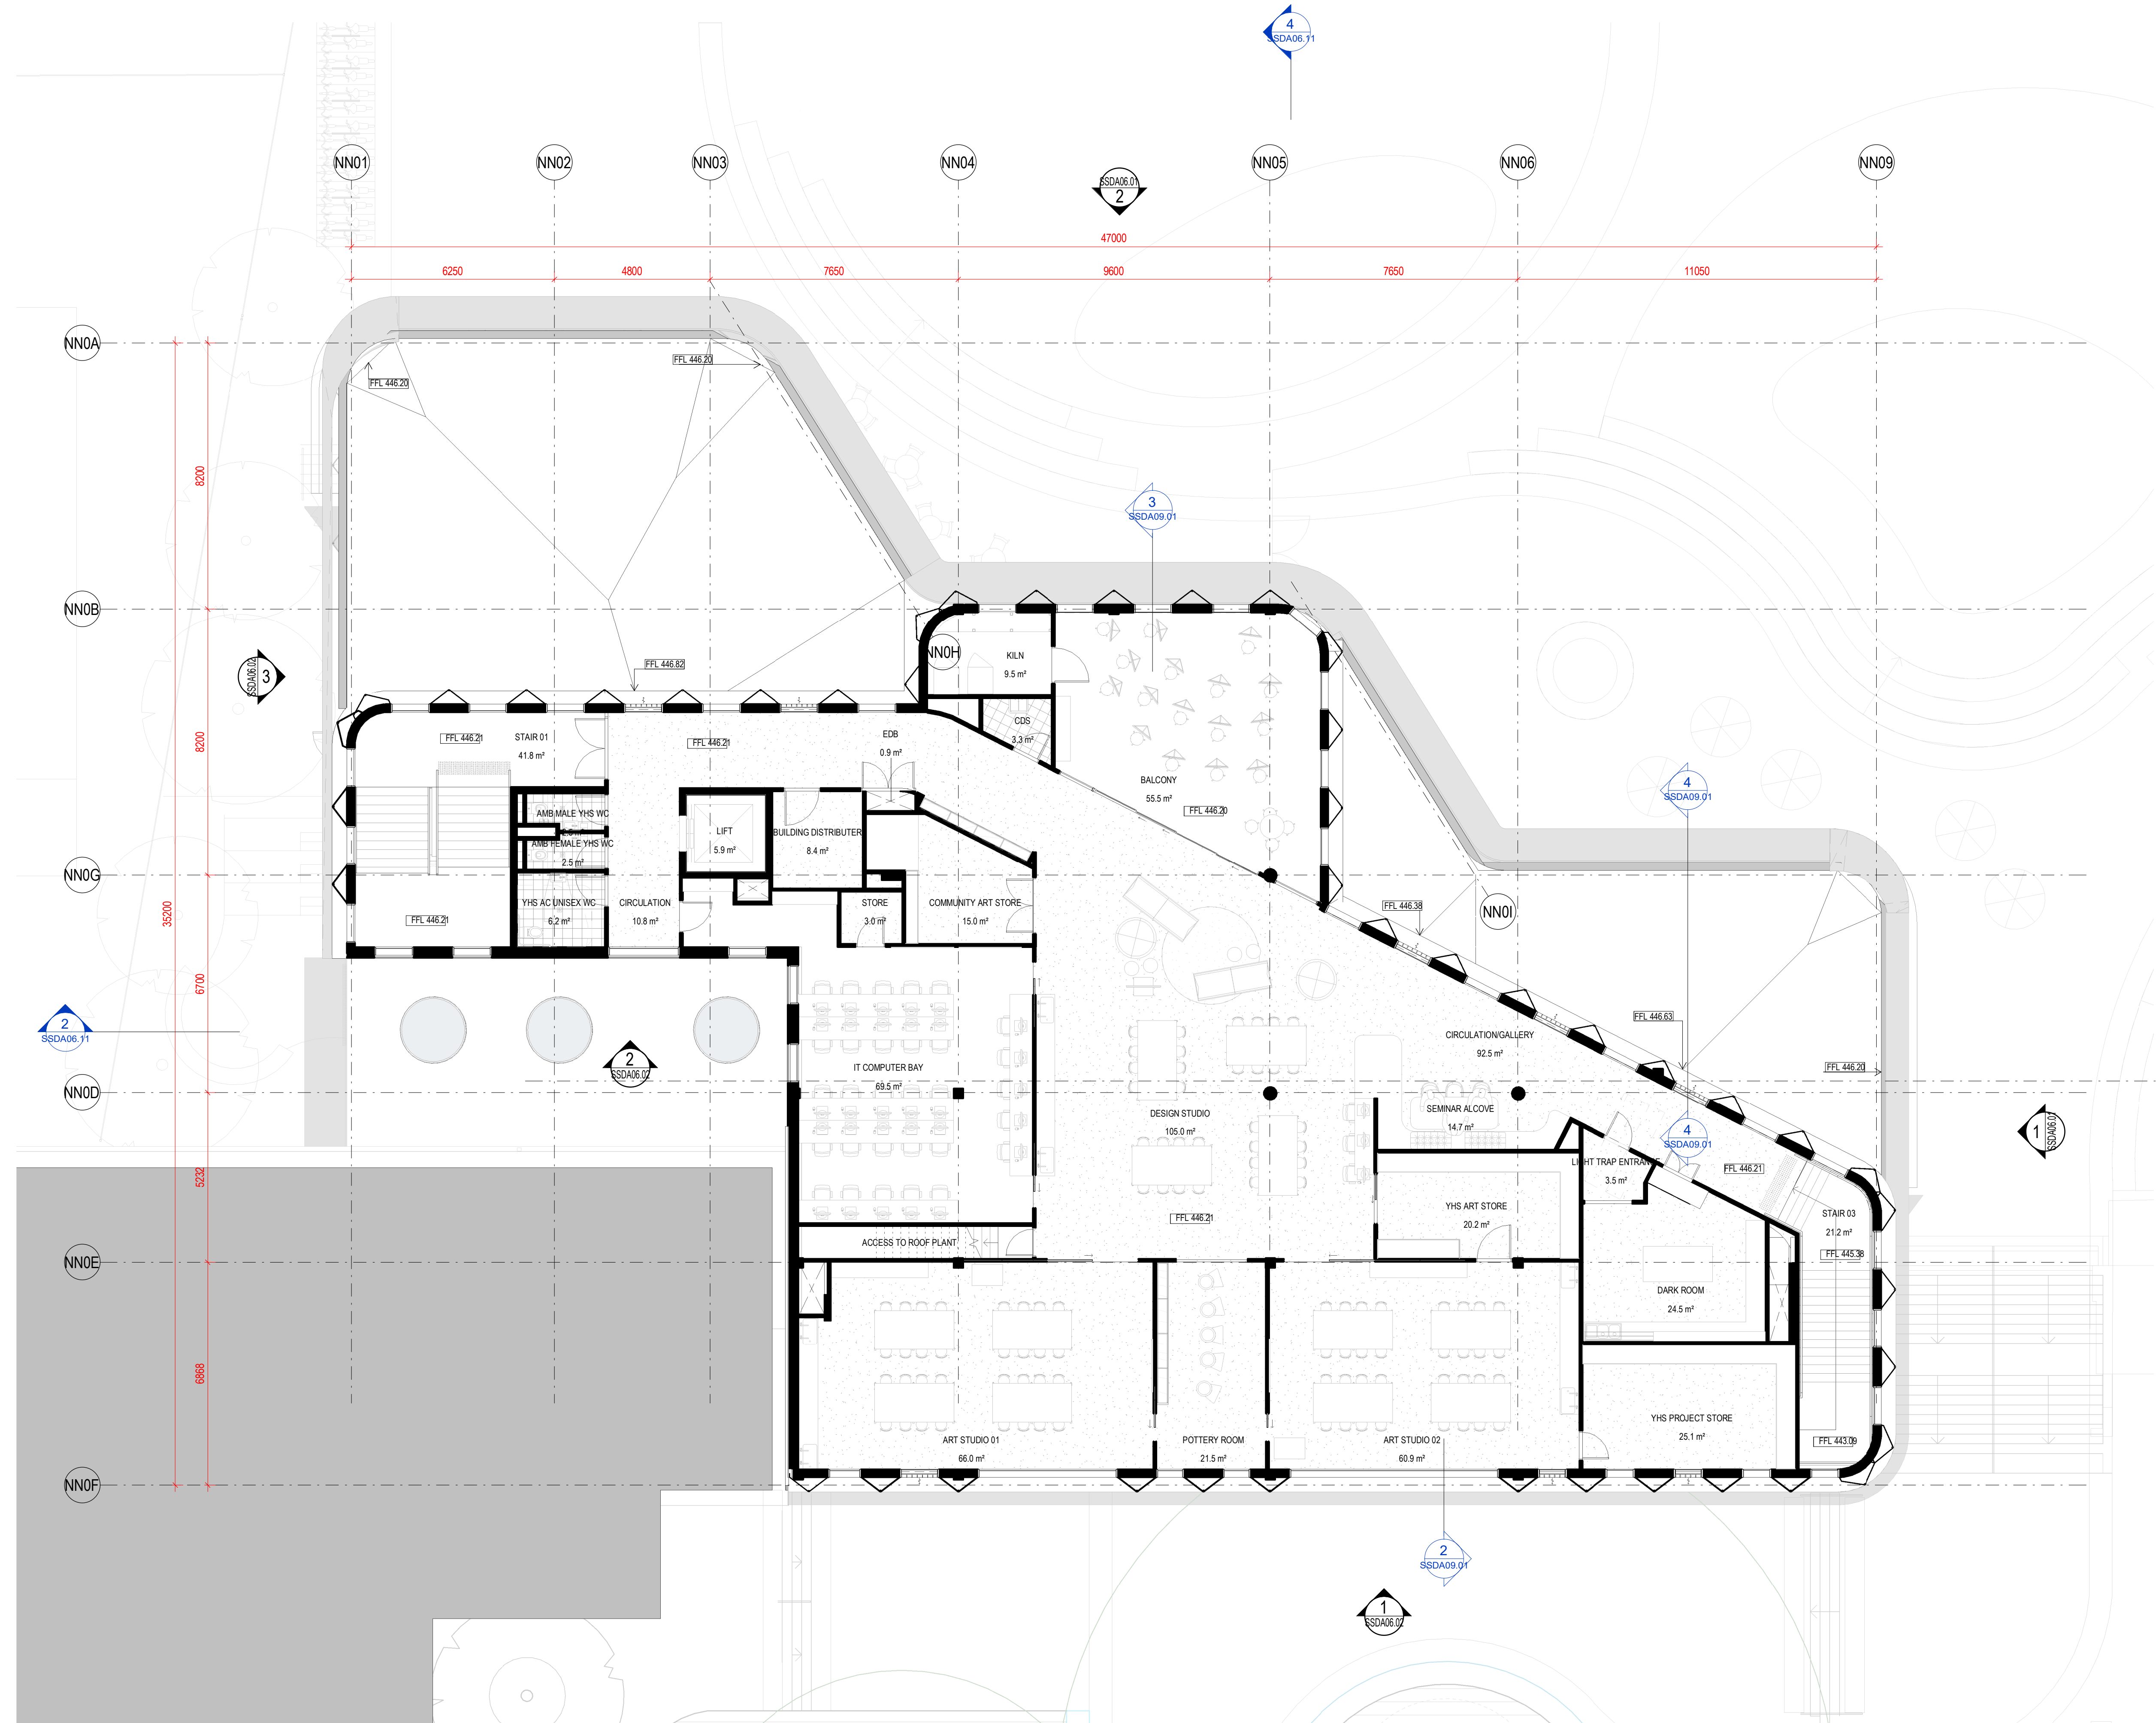 4
SSDA06.11
NN01
NN02
NN03
NN04
NN05
NN06
NN09
SSDA06.01
2
47000
6250
4800
7650
9600
7650
11050
NN0A
FFL 446.20
FFL 446.20
8200
3
SSDA09.01
NN0B
NN0H
KILN
9.5 m²
FFL 446.82
SSDA06.02
3
CDS
3.3 m²
FFL 446.21
STAIR 01
41.8 m²
FFL 446.21
EDB
0.9 m²
8200
BALCONY
55.5 m²
FFL 446.20
4
SSDA09.01
AMB MALE YHS WC
AMB FEMALE YHS WC
2.5 m²
LIFT
5.9 m²
BUILDING DISTRIBUTER
8.4 m²
NN0G
YHS AC UNISEX WC
6.2 m²
CIRCULATION
10.8 m²
STORE
3.0 m²
COMMUNITY ART STORE
15.0 m²
FFL 446.21
FFL 446.38
NN0I
35200
6700
2
SSDA06.11
2
SSDA06.02
FFL 446.63
CIRCULATION/GALLERY
92.5 m²
IT COMPUTER BAY
69.5 m²
FFL 446.20
NN0D
DESIGN STUDIO
105.0 m²
SEMINAR ALCOVE
14.7 m²
4
SSDA09.01
1
SSDA06.01
LIGHT TRAP ENTRANCE
3.5 m²
FFL 446.21
5232
YHS ART STORE
20.2 m²
FFL 446.21
STAIR 03
21.2 m²
FFL 445.38
ACCESS TO ROOF PLANT
NN0E
DARK ROOM
24.5 m²
6868
YHS PROJECT STORE
25.1 m²
ART STUDIO 01
66.0 m²
POTTERY ROOM
21.5 m²
ART STUDIO 02
60.9 m²
FFL 443.09
NN0F
2
SSDA09.01
1
SSDA06.02